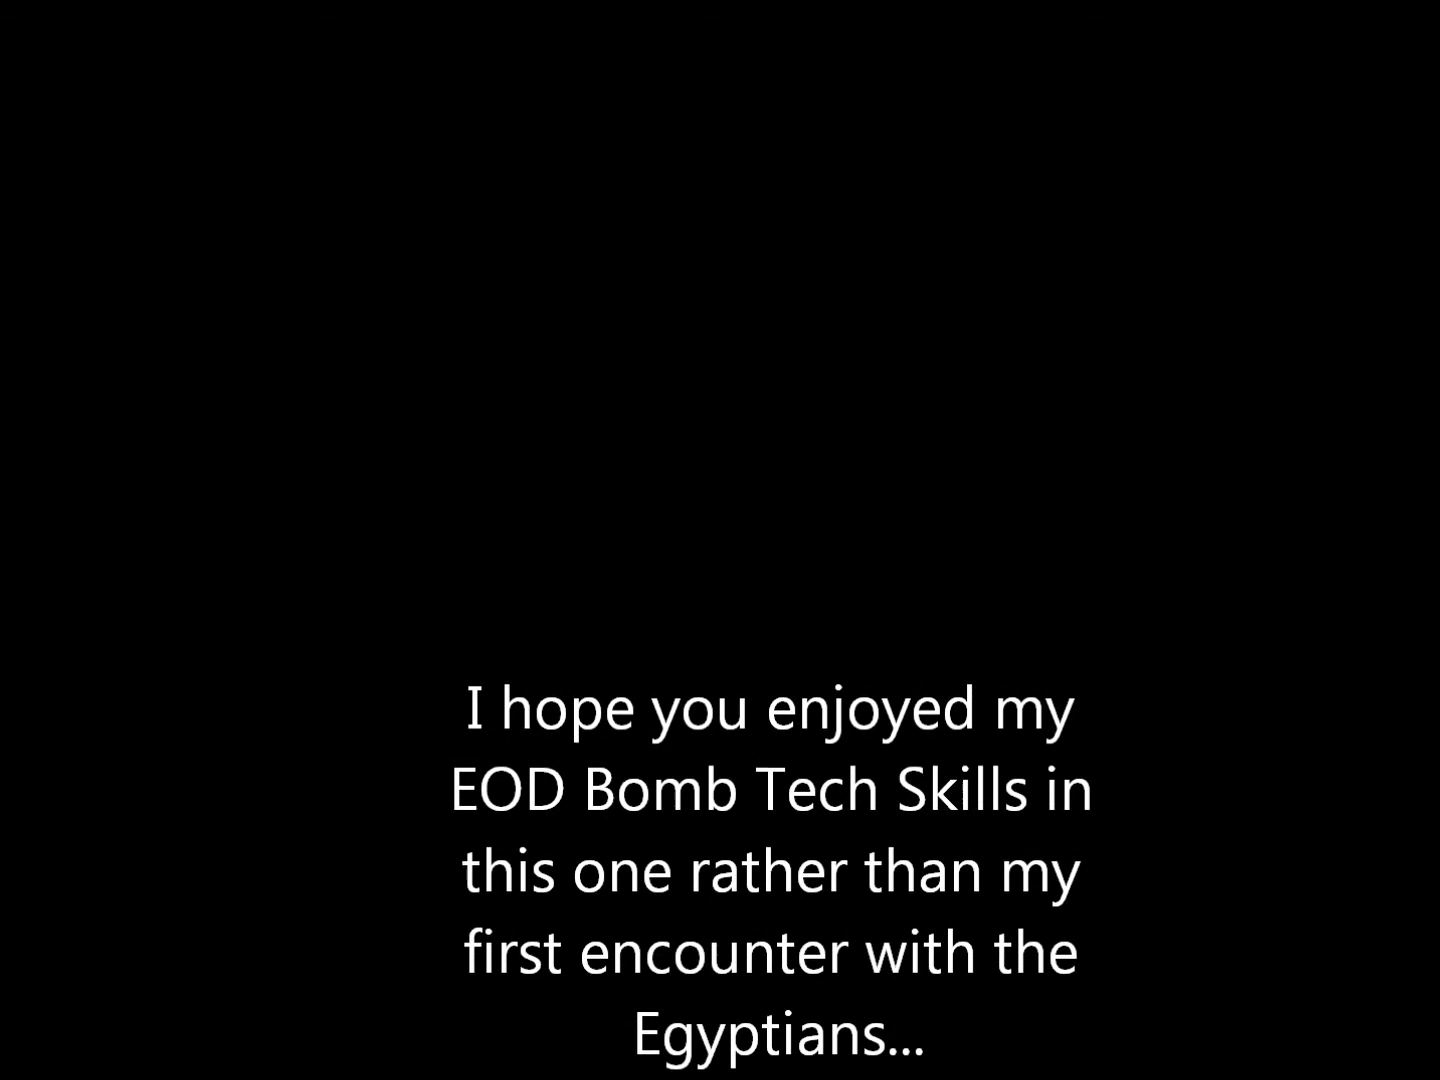 I hope you enjoyed my
EOD Bomb Tech Skills in
this one rather than my
first encounter with the
Egyptians...